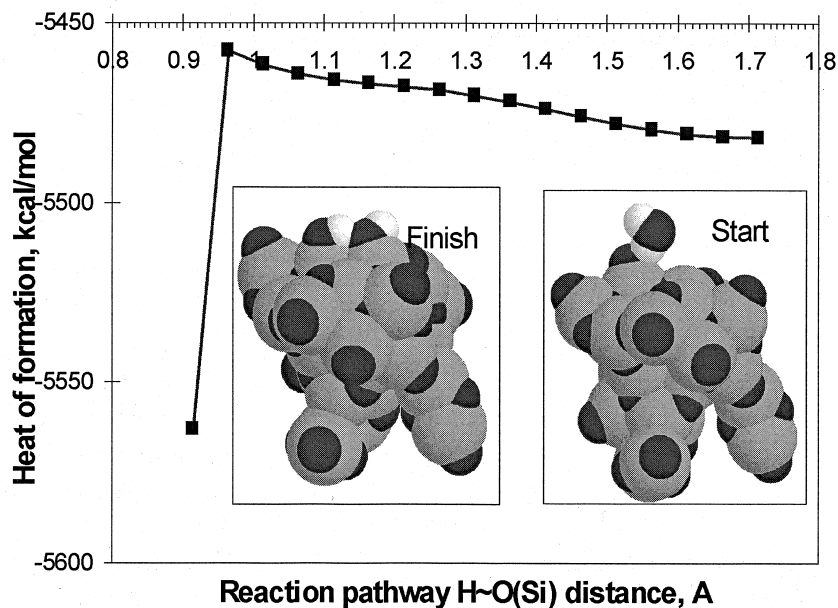 -5450
0.8 0.9 1 1.1 1.2 1.3 1.4 1.5 1.6 1.7 1.8
-5500
Finish
Start
-5550
-5600
Heat of formation, kcal/mol
Reaction pathway H~O(Si) distance, A